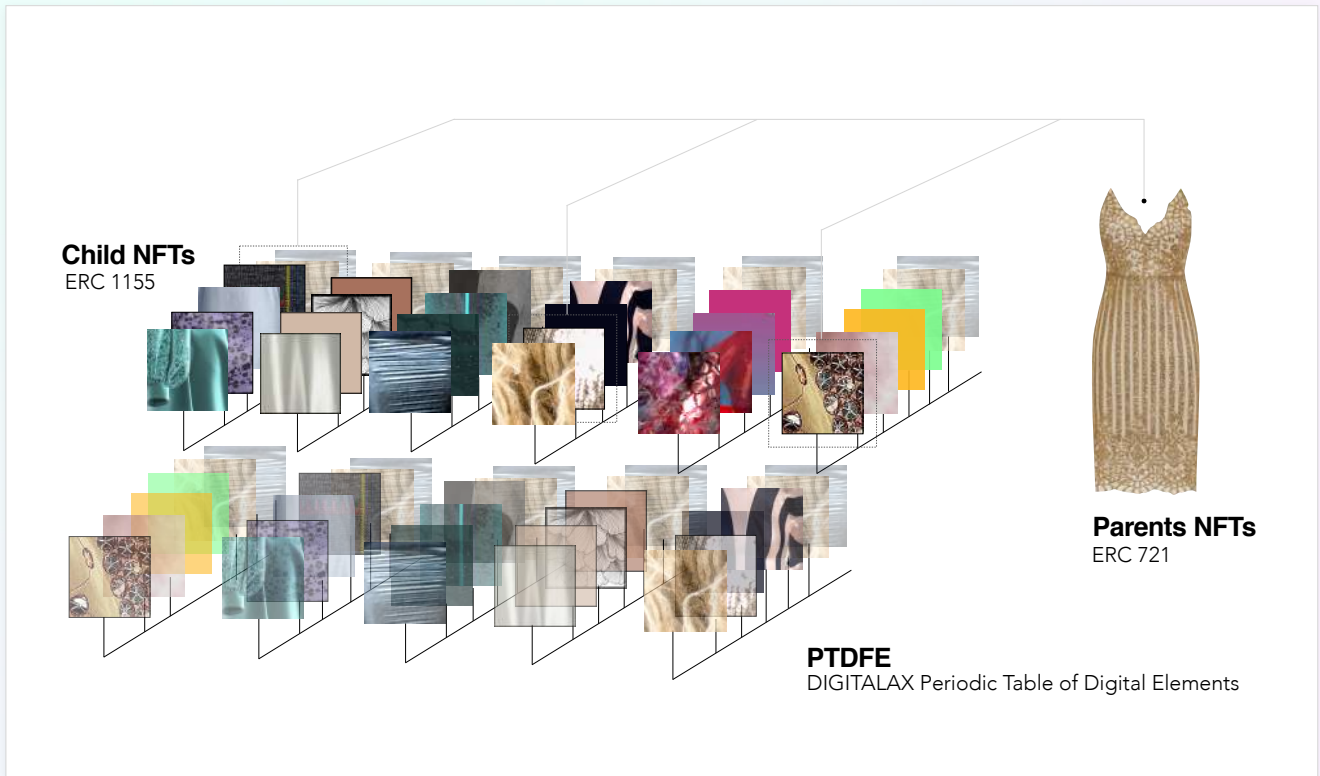 Child NFTs
ERC 1155
Parents NFTs
ERC 721
PTDFE
DIGITALAX Periodic Table of Digital Elements